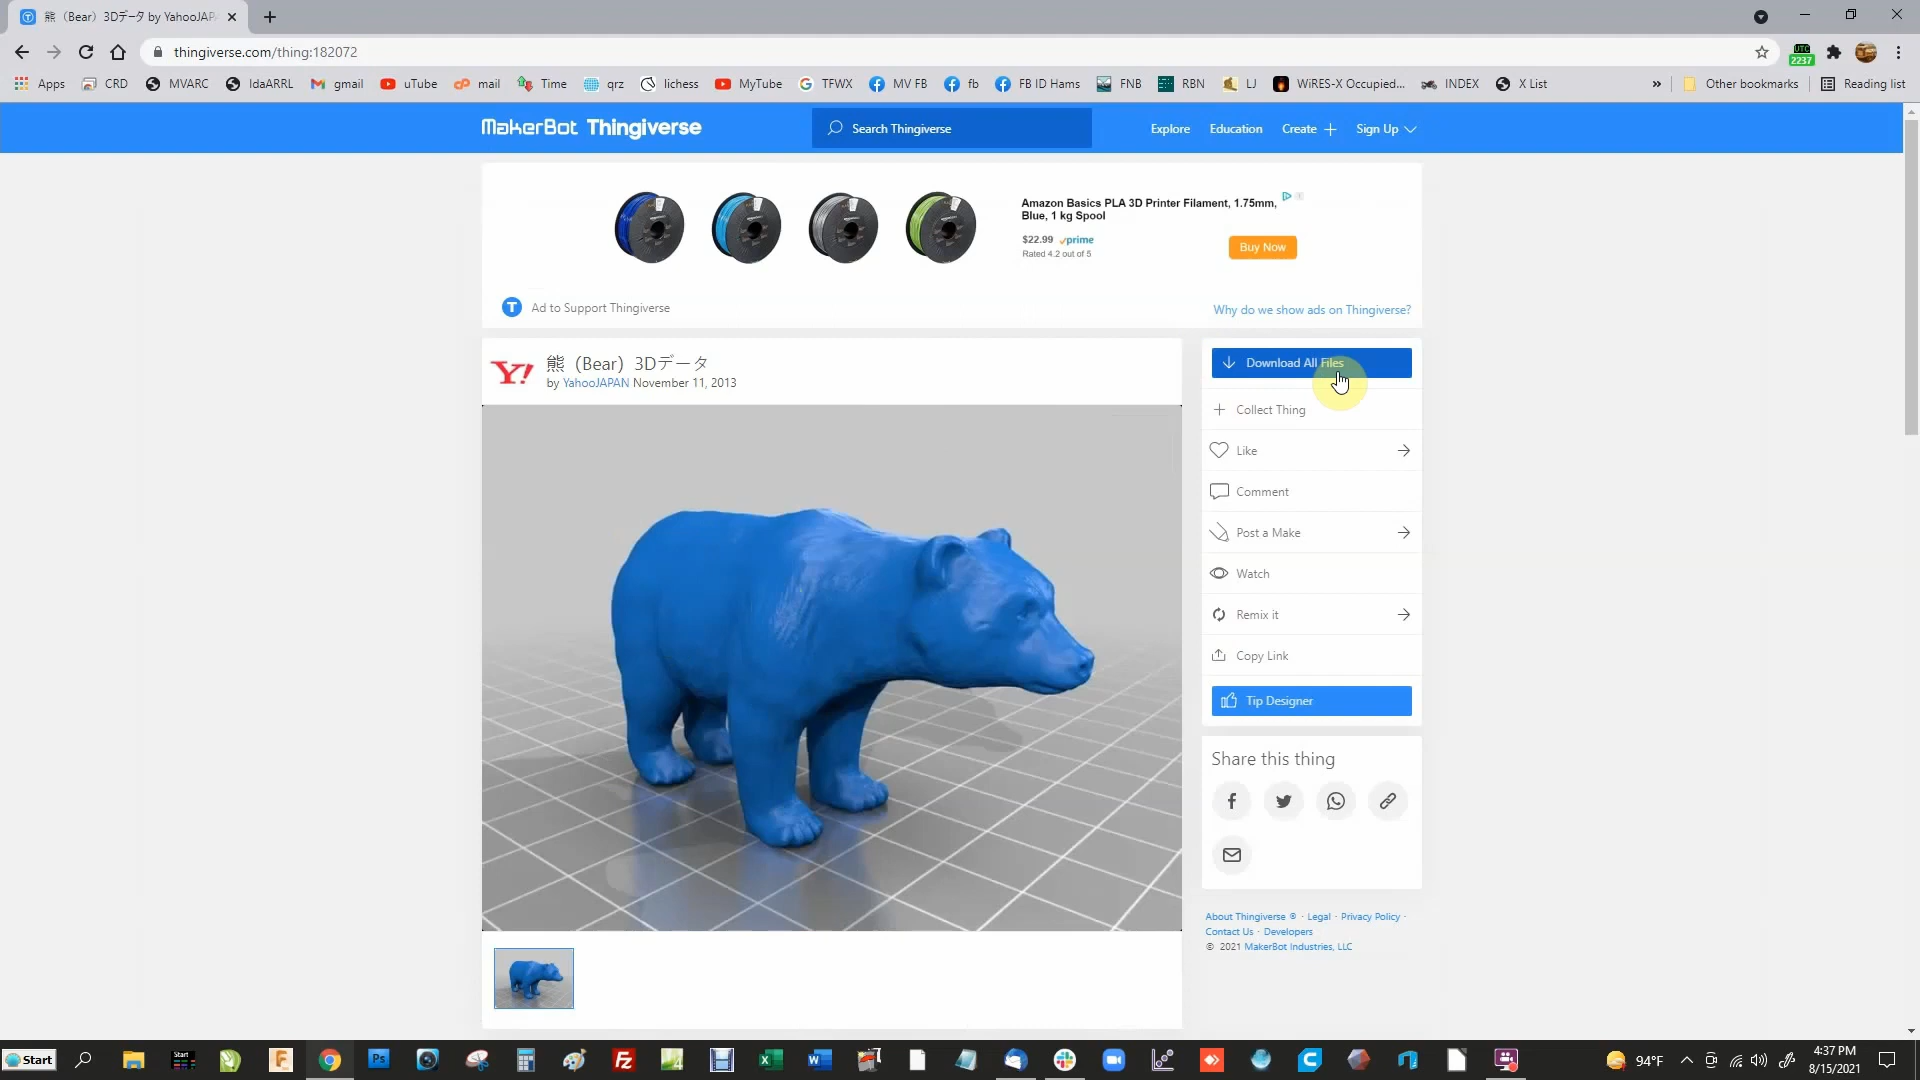 熊（Bear）3Dデータ by YahooJAP
thingiverse.com/thing:182072
UTC
2237
Apps CRD MVARC IdaARRL gmail uTube mail Time qrz lichess MyTube TFWX MV FB fb FB ID Hams FNB RBN LJ WiRES-X Occupied... INDEX X List » Other bookmarks Reading list
MakerBot Thingiverse
Search Thingiverse
Explore Education Create Sign Up
Amazon Basics PLA 3D Printer Filament, 1.75mm,
Blue, 1 kg Spool
$22.99 prime
Rated 4.2 out of 5
Buy Now
Ad to Support Thingiverse
Why do we show ads on Thingiverse?
Y!
熊（Bear）3Dデータ
by YahooJAPAN November 11, 2013
Download All Files
Collect Thing
Like
Comment
Post a Make
Watch
Remix it
Copy Link
Tip Designer
Share this thing
About Thingiverse ® · Legal · Privacy Policy ·
Contact Us · Developers
© 2021 MakerBot Industries, LLC
Start
Start
Ps
Fz
94°F
4:37 PM
8/15/2021